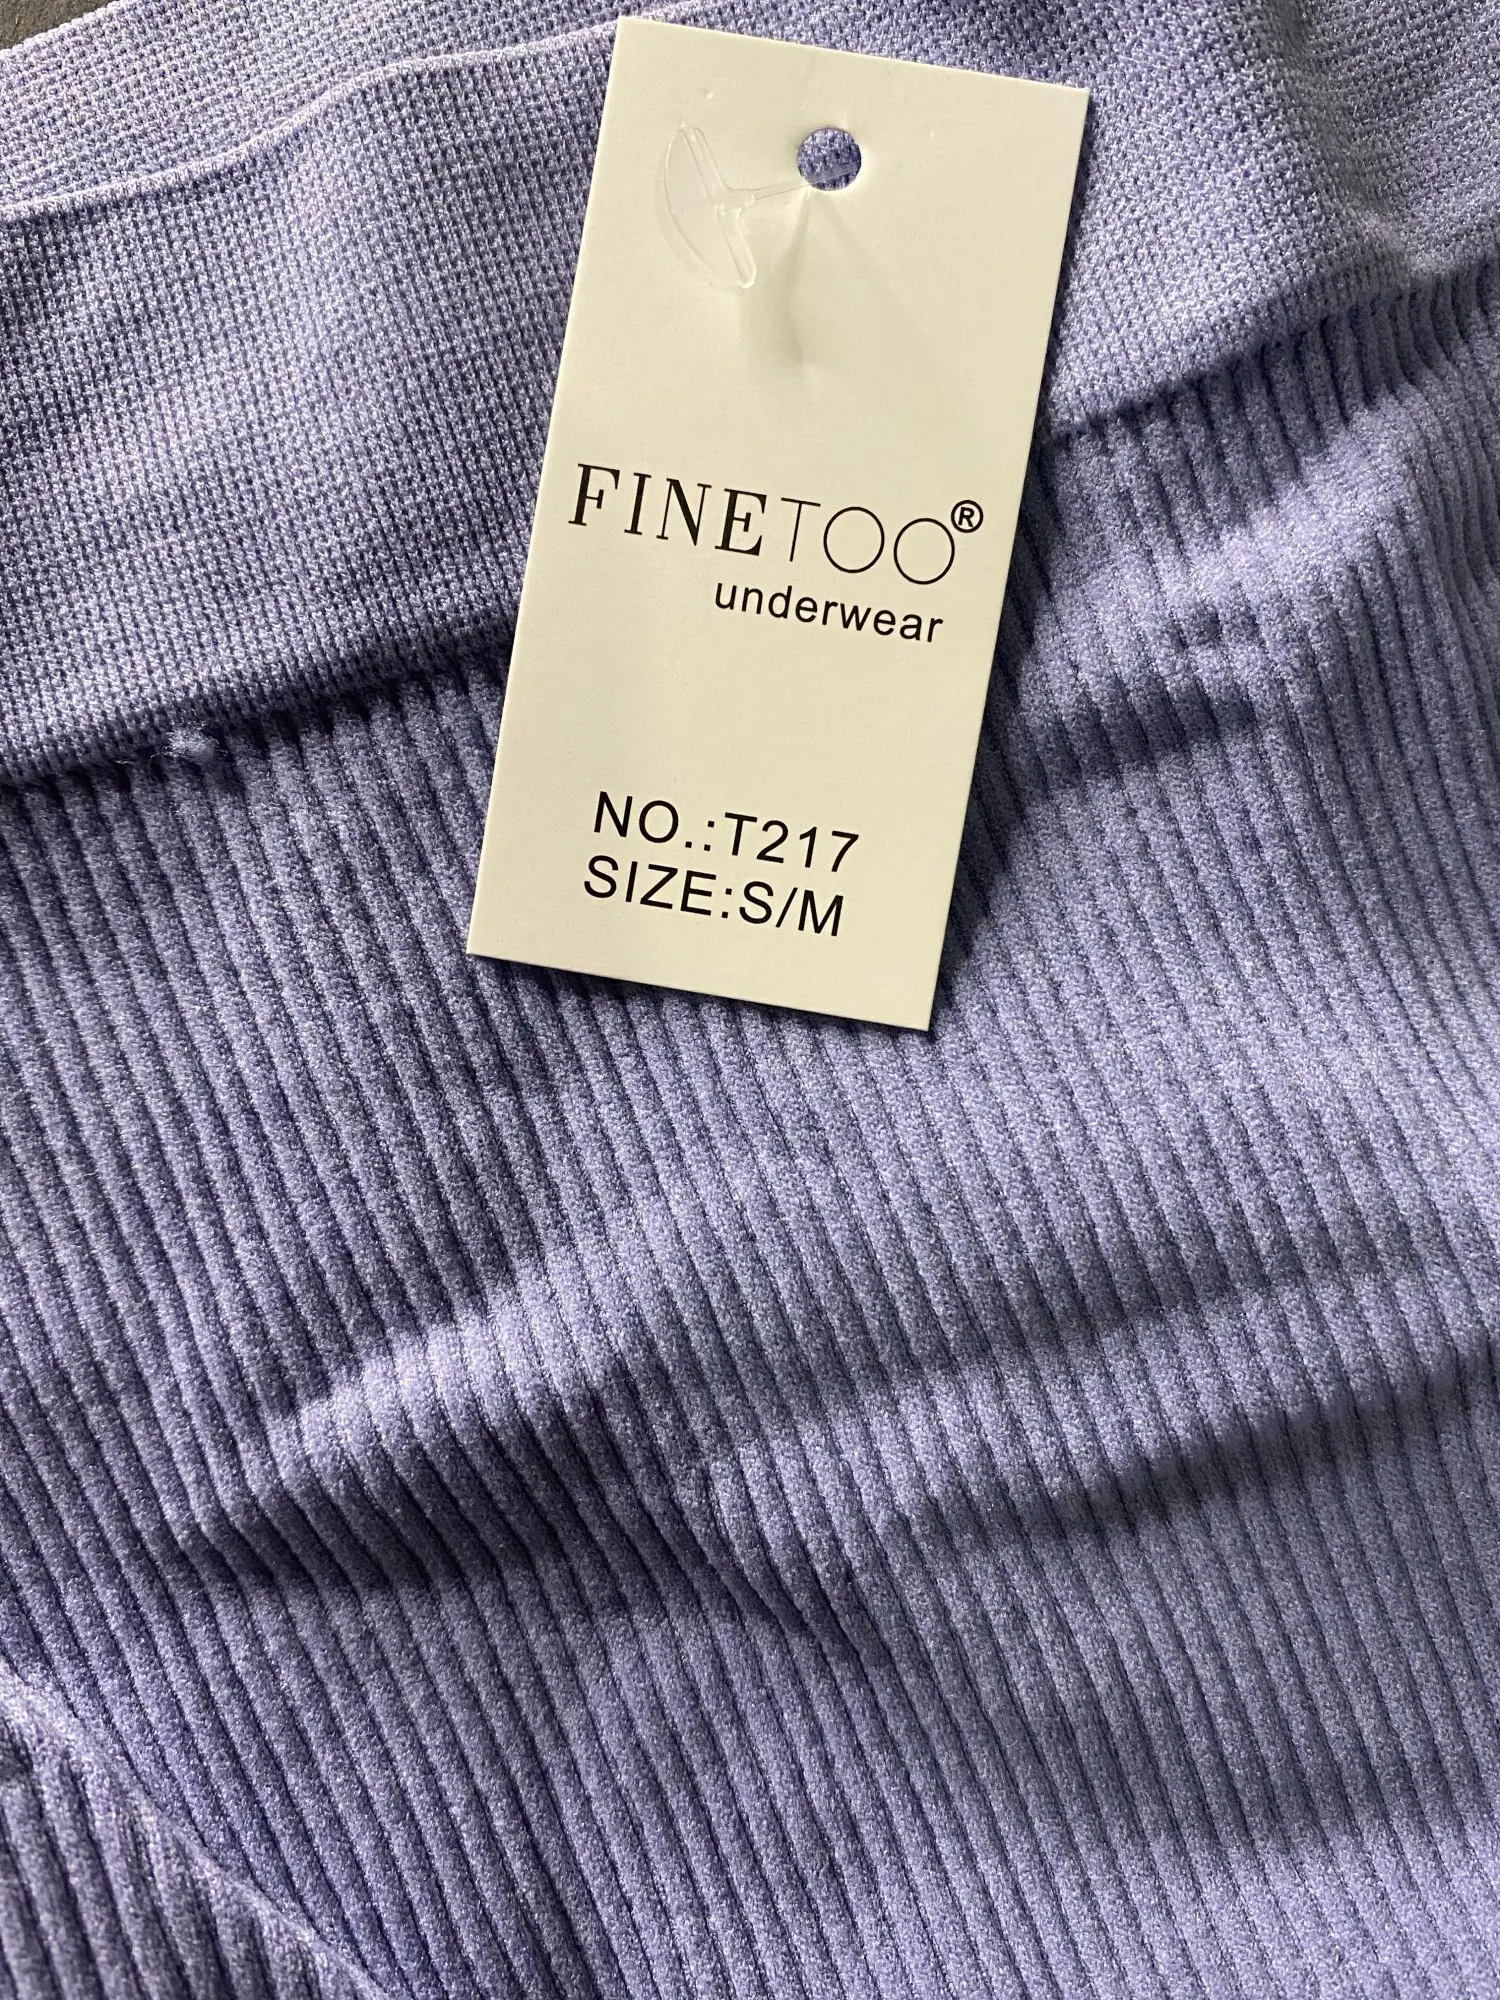 FINETOO®
underwear
NO.:T217
SIZE:S/M